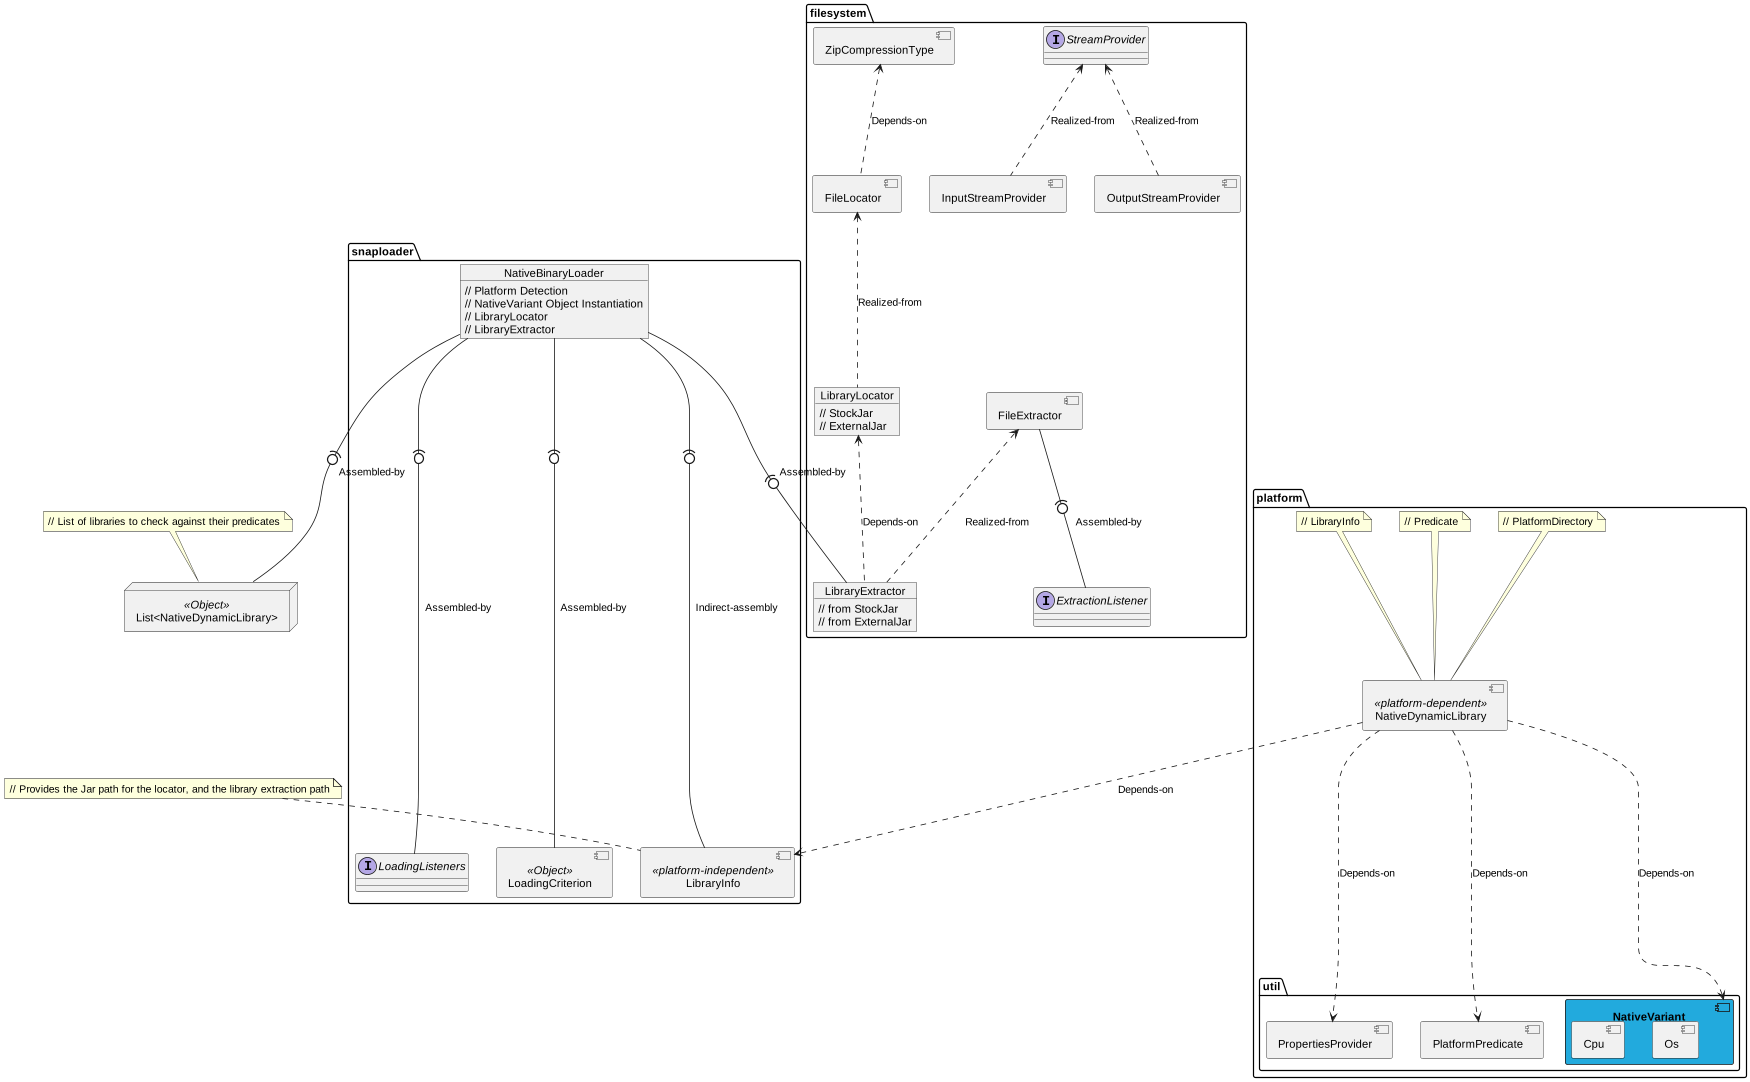 filesystem
ZipCompressionType
StreamProvider
Depends-on
Realized-from
Realized-from
FileLocator
InputStreamProvider
OutputStreamProvider
snaploader
NativeBinaryLoader
// Platform Detection
// NativeVariant Object Instantiation
// LibraryLocator
// LibraryExtractor
Realized-from
LibraryLocator
// StockJar
// ExternalJar
FileExtractor
Assembled-by
Assembled-by
platform
// List of libraries to check against their predicates
Depends-on
Realized-from
Assembled-by
// LibraryInfo
// Predicate
// PlatformDirectory
«Object»
List<NativeDynamicLibrary>
Assembled-by
Assembled-by
Indirect-assembly
LibraryExtractor
// from StockJar
// from ExternalJar
ExtractionListener
«platform-dependent»
NativeDynamicLibrary
// Provides the Jar path for the locator, and the library extraction path
Depends-on
LoadingListeners
«Object»
LoadingCriterion
«platform-independent»
LibraryInfo
Depends-on
Depends-on
Depends-on
util
PropertiesProvider
PlatformPredicate
NativeVariant
Cpu
Os